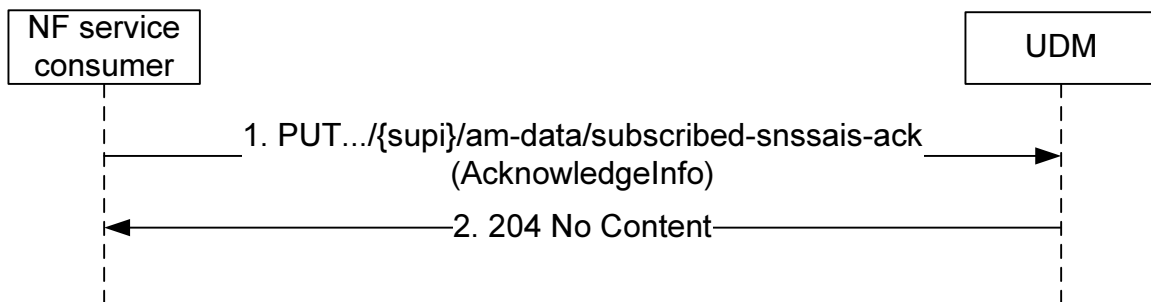 NF service
consumer
UDM
1. PUT.../{supi}/am-data/subscribed-snssais-ack
(AcknowledgeInfo)
2. 204 No Content